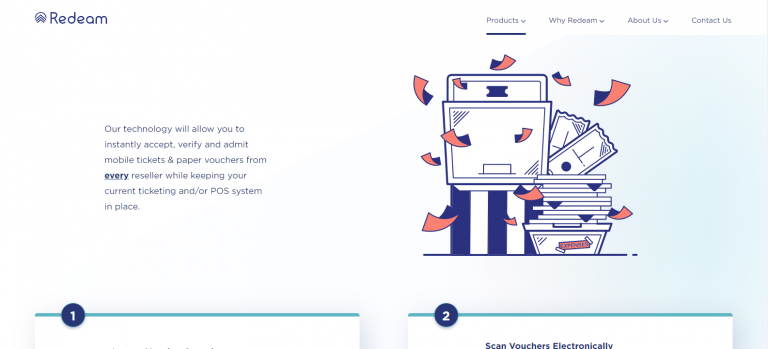 Redeam
Products
Why Redeam
About Us
Contact Us
Our technology will allow you to
instantly accept, verify and admit
mobile tickets & paper vouchers from
every reseller while keeping your
current ticketing and/or POS system
in place.
EXPENSES
1
2
Scan Vouchers Electronically